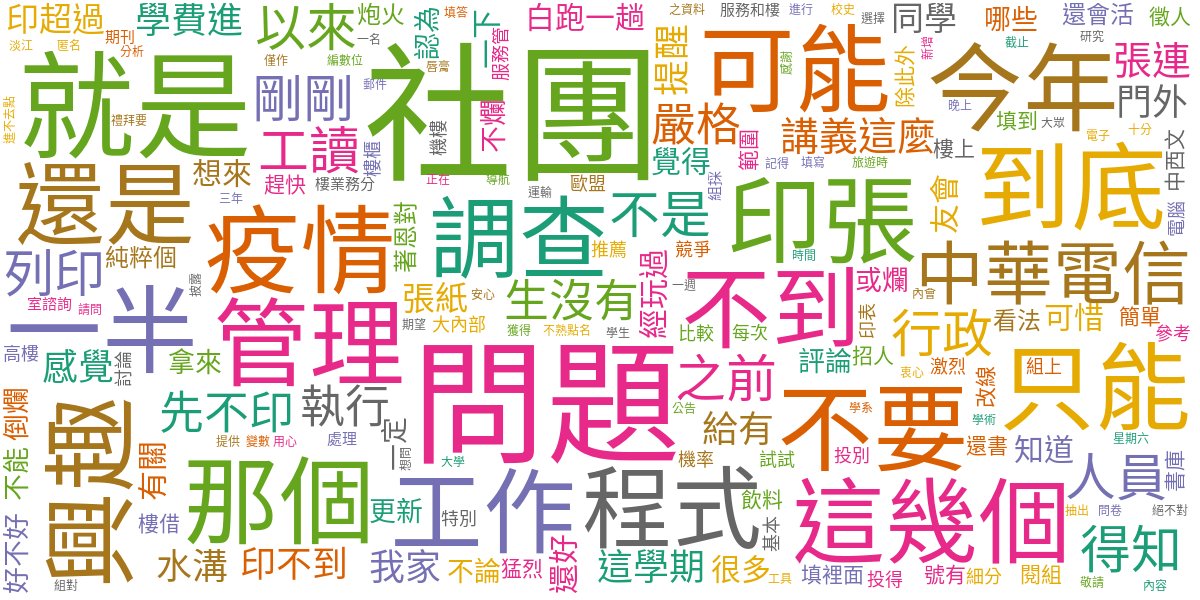 印超過
學費進
以來
炮火
認為
填答
一下
白跑一趟
之資料
服務和樓
進行
校史
選擇
同學
哪些
還會活
徵人
淡江
匿名
期刊
分析
一名
僅作
編數位
唇膏
服務管
提醒
感謝
可能
除此外
新增
截止
研究
今年
張連
就是
剛剛
郵件
社團
不爛
嚴格
講義這麼
晚上
填到
大眾
門外
進不去點
禮拜要
工讀
樓櫃
機樓
覺得
範圍
記得
填寫
旅遊時
樓上
電子
十分
中西文
還是
想來
趕快
樓業務分
三年
正在
導航
運輸
歐盟
組採
友會
到底
電腦
疫情
著恩對
調查
不是
印張
純粹個
推薦
競爭
時間
列印
披露
經玩過
一週
不到
或爛
中華電信
內會
室諮詢
請問
一半
管理
張紙
安心
生沒有
期望
大內部
獲得
不熟點名
學生
比較
每次
印表
行政
看法
可惜
簡單
參考
高樓
感覺
討論
拿來
問題
之前
評論
招人
衷心
激烈
組上
只能
改線
不能
倒爛
興趣
先不印
執行
一定
公告
給有
不要
學系
學術
還書
知道
星期六
有關
提供
變數
用心
處理
想問
大學
機率
試試
投別
人員
書庫
好不好
樓借
那個
更新
工作
特別
程式
飲料
基本
這幾個
抽出
問卷
絕不對
得知
組對
水溝
印不到
我家
不論
猛烈
還好
這學期
很多
工具
填裡面
投得
號有
細分
閱組
敬請
內容